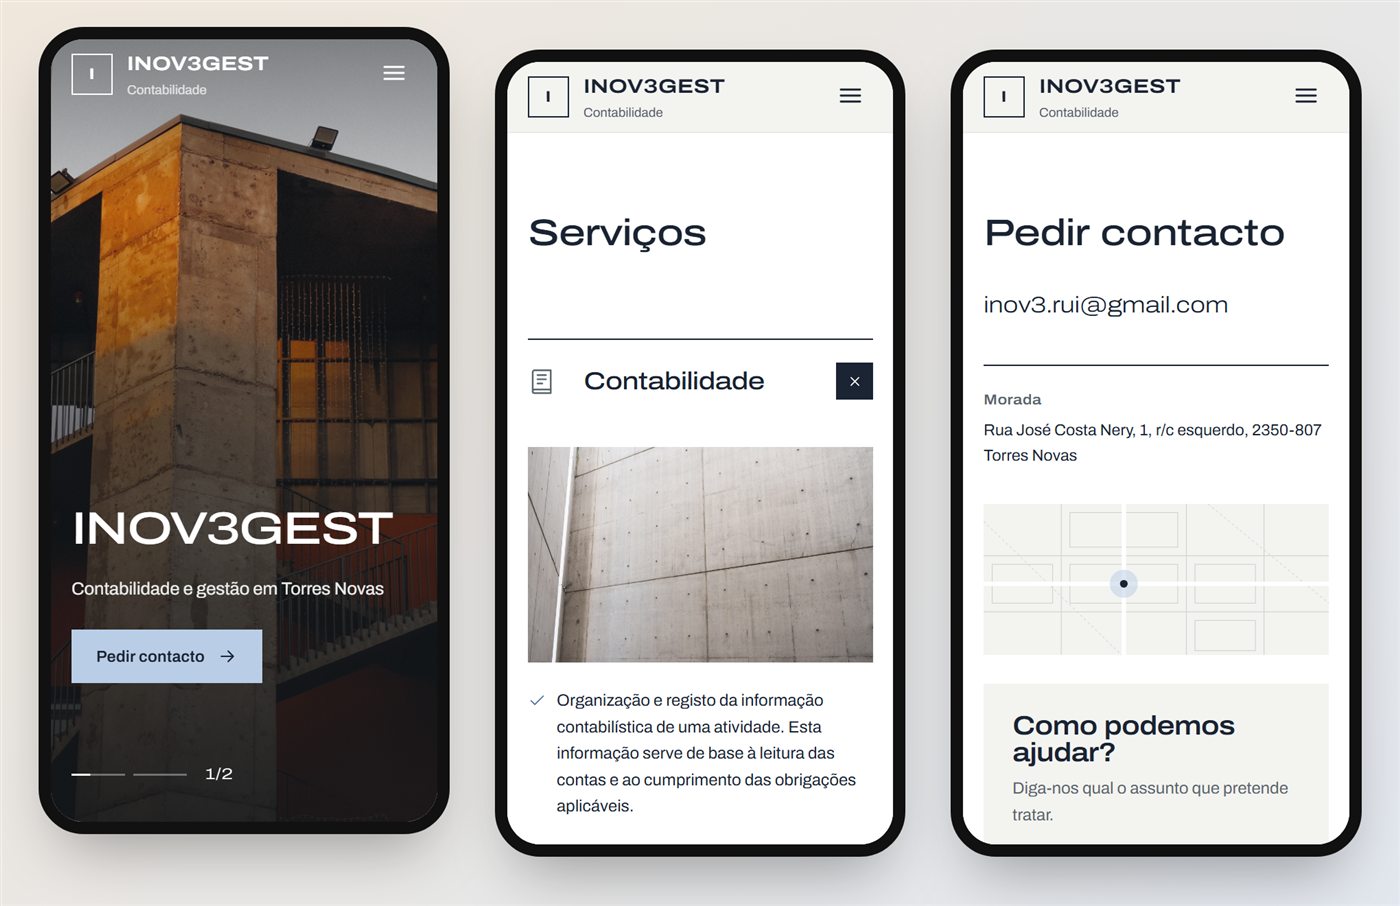 I
INOV3GEST
Contabilidade
INOV3GEST
Contabilidade e gestão em Torres Novas
Pedir contacto
1/2
I
INOV3GEST
Contabilidade
Serviços
Contabilidade
Organização e registo da informação
contabilística de uma atividade. Esta
informação serve de base à leitura das
contas e ao cumprimento das obrigações
aplicáveis.
I
INOV3GEST
Contabilidade
Pedir contacto
inov3.rui@gmail.com
Morada
Rua José Costa Nery, 1, r/c esquerdo, 2350-807
Torres Novas
Como podemos
ajudar?
Diga-nos qual o assunto que pretende
tratar.